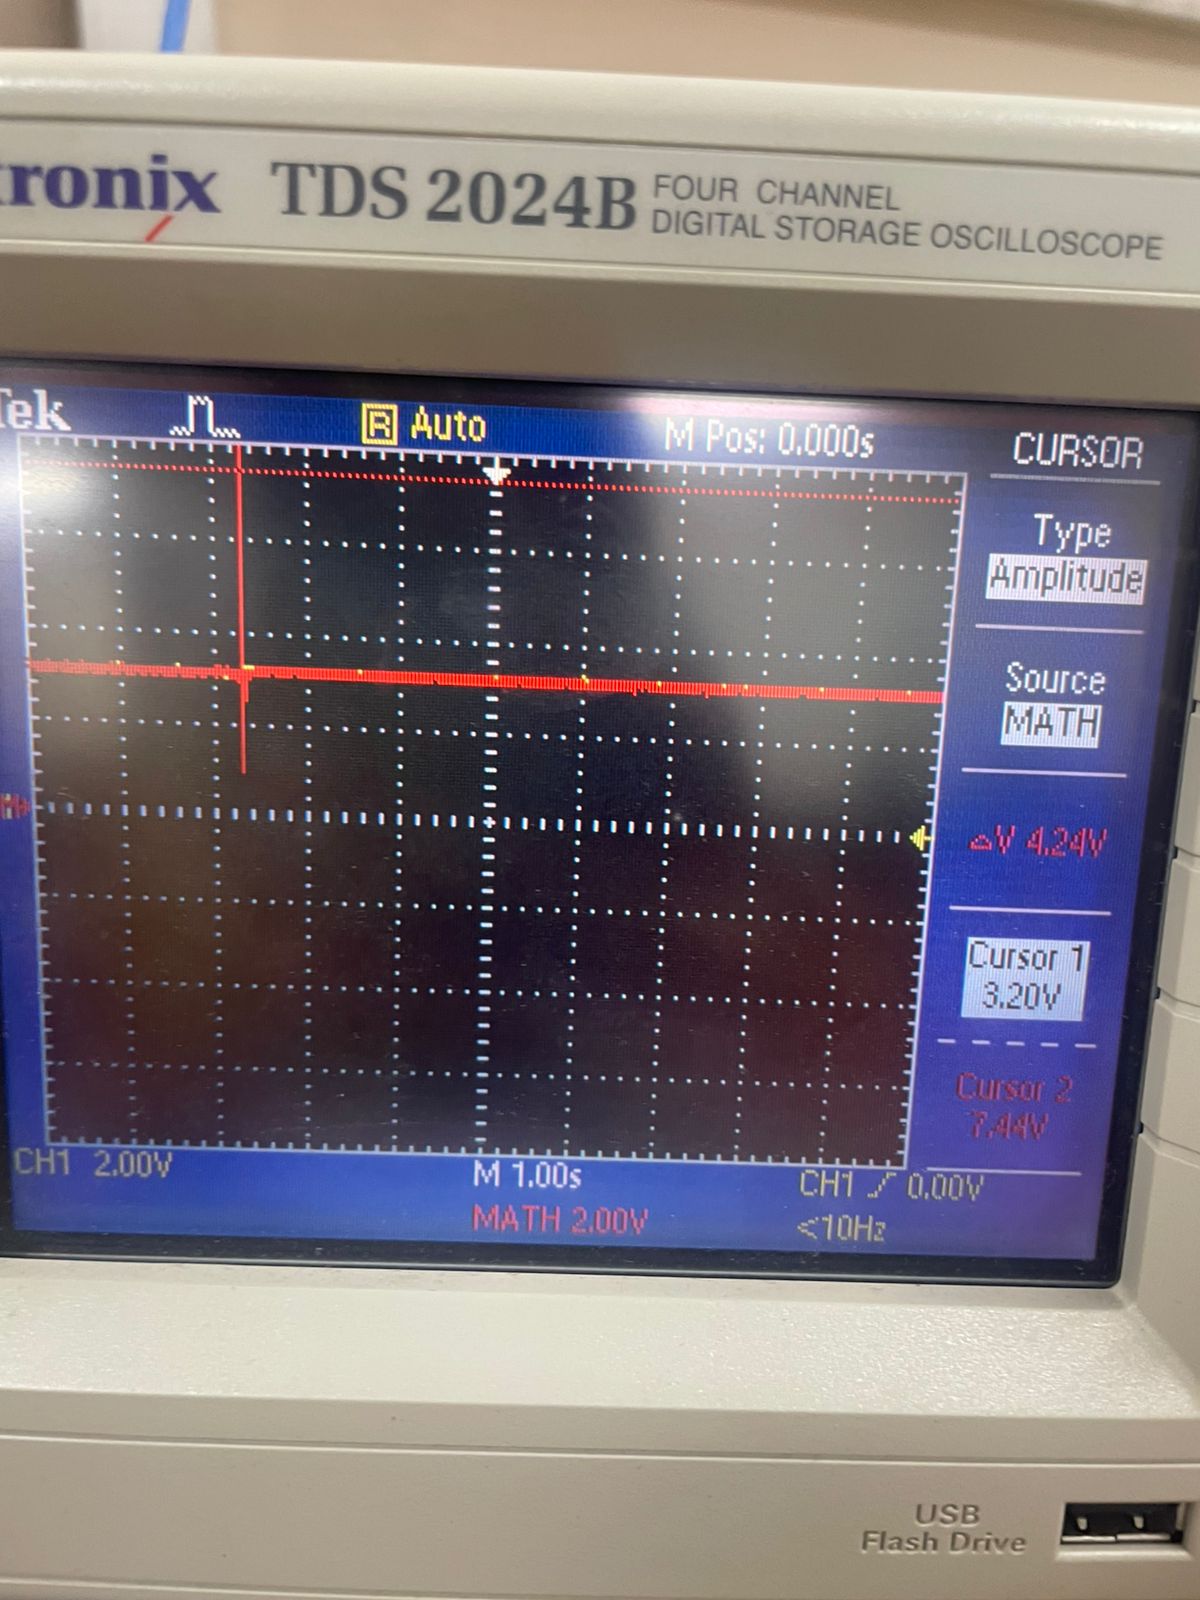 tronix TDS 2024B FOUR CHANNEL
DIGITAL STORAGE OSCILLOSCOPE
Tek R Auto M Pos: 0.000s CURSOR
Type
Amplitude
Source
MATH
△V 4.24V
Cursor 1
3.20V
Cursor 2
7.44V
CH1 2.00V M 1.00s CH1 0.00V
MATH 2.00V <10Hz
USB
Flash Drive